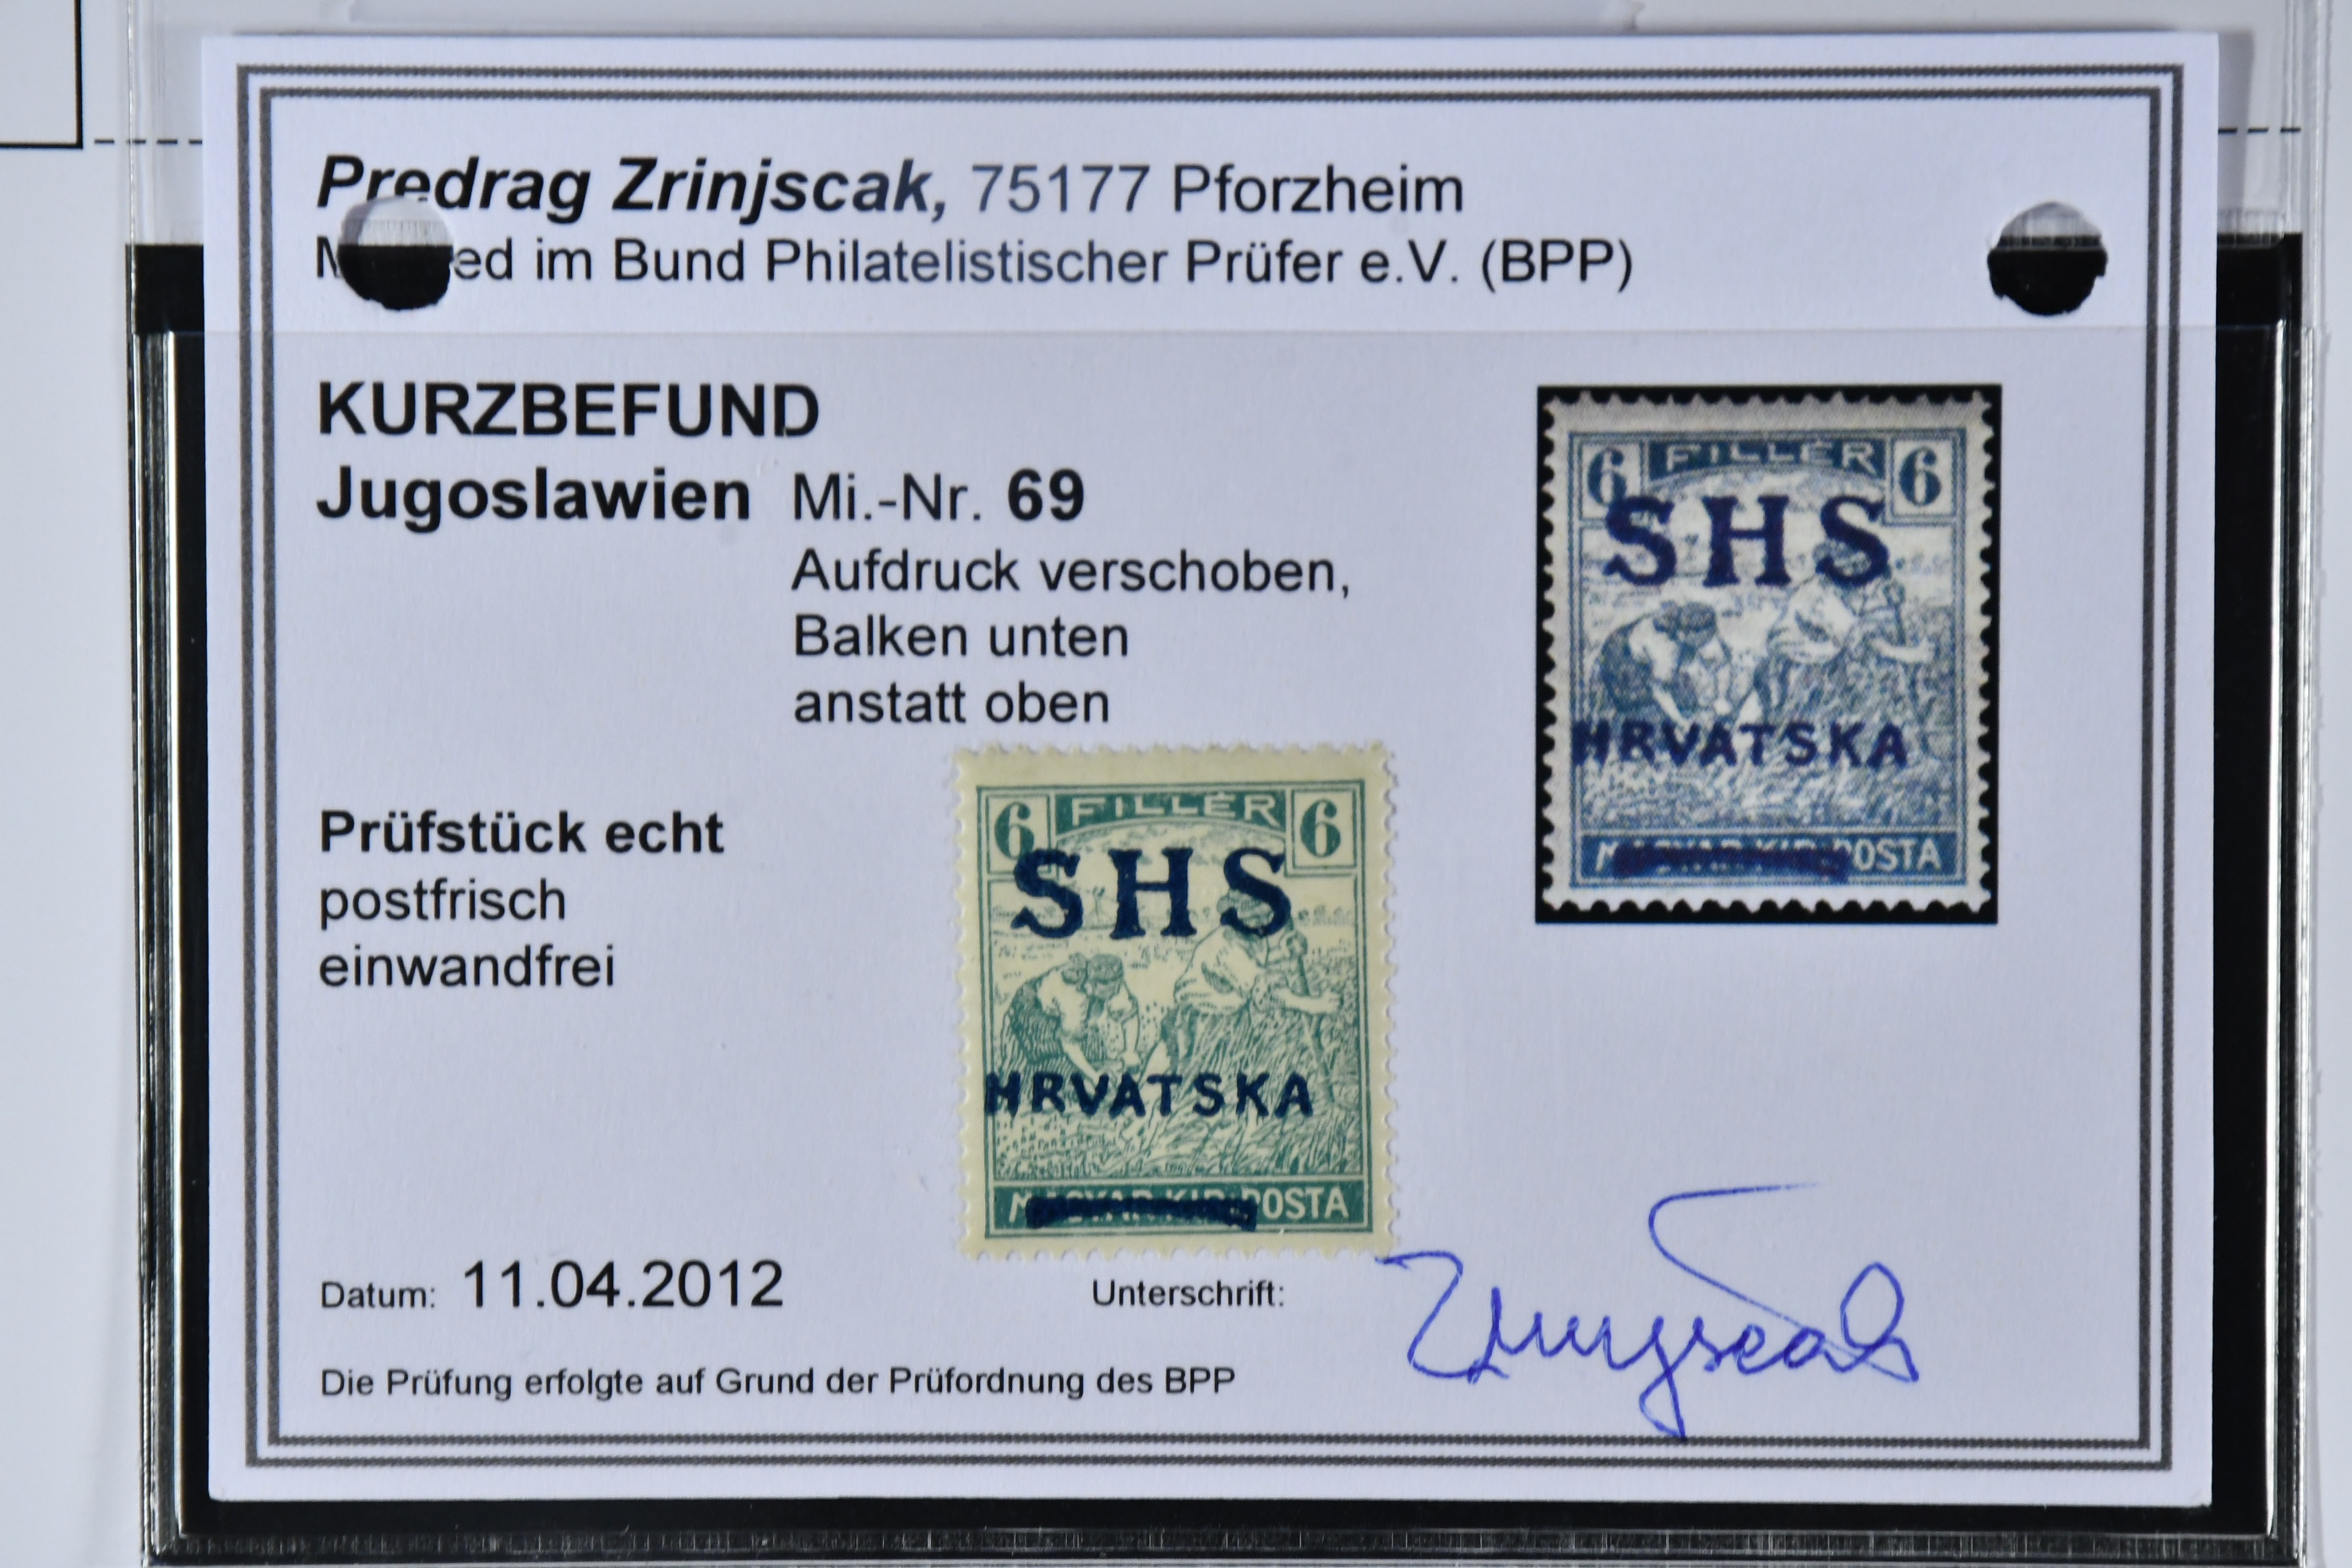 Predrag Zrinjscak, 75177 Pforzheim
im Bund Philatelistischer Prüfer e.V. (BPP)
KURZBEFUND
Jugoslawien Mi.-Nr. 69
Aufdruck verschoben,
Balken unten
anstatt oben
6 FILLÉR 6
SHS
HRVATSKA
POSTA
Prüfstück echt
postfrisch
einwandfrei
6 FILLÉR 6
SHS
HRVATSKA
POSTA
Datum: 11.04.2012
Unterschrift:
Die Prüfung erfolgte auf Grund der Prüfordnung des BPP